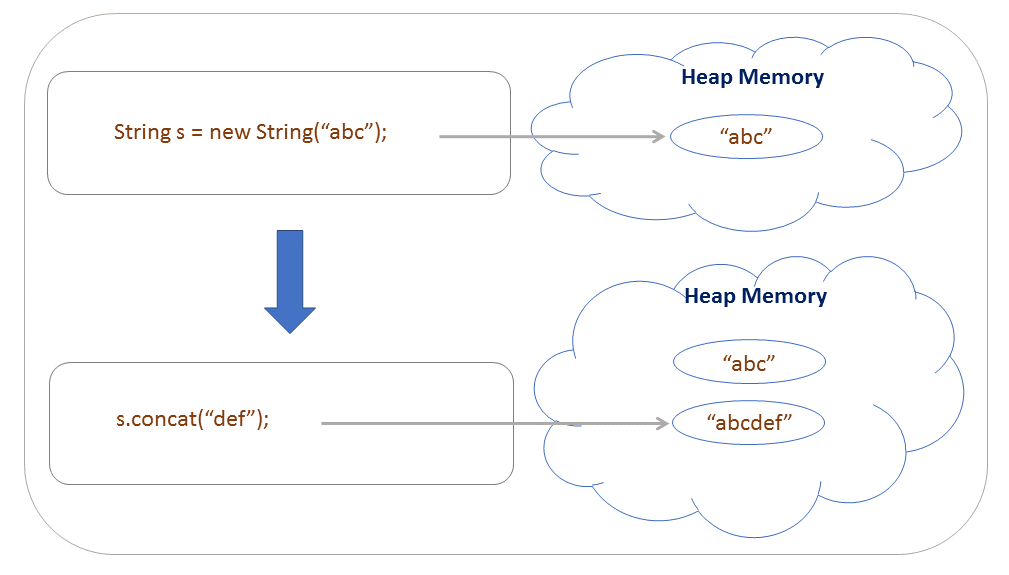 Heap Memory
String s = new String(“abc”);
“abc”
Heap Memory
“abc”
s.concat(“def”);
“abcdef”